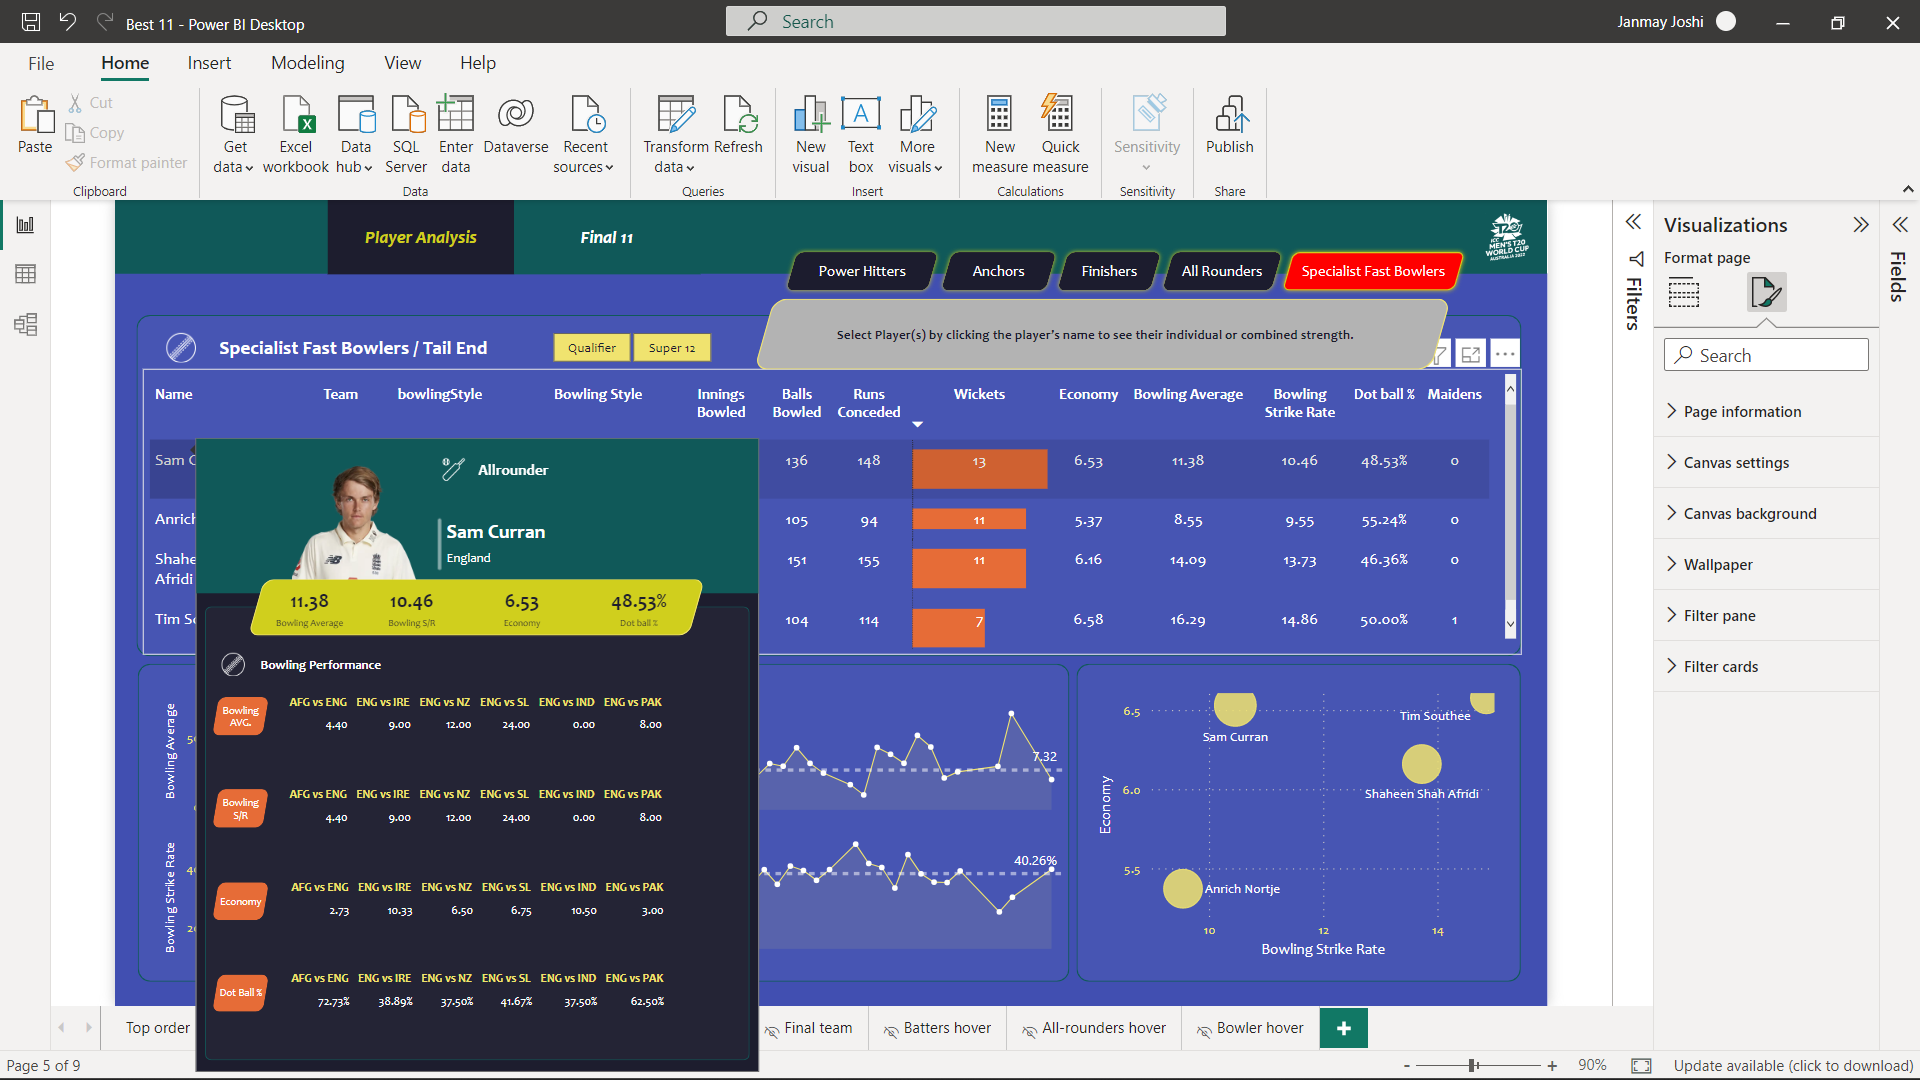 Best 11 - Power BI Desktop
Search
Janmay Joshi
File Home Insert Modeling View Help
Paste
Cut
Copy
Format painter
Clipboard
Get data
Excel workbook
Data hub
SQL Server
Enter data
Dataverse
Recent sources
Data
Transform data
Refresh
Queries
New visual
Text box
More visuals
Insert
New measure
Quick measure
Calculations
Sensitivity
Sensitivity
Publish
Share
Player Analysis
Final 11
Power Hitters
Anchors
Finishers
All Rounders
Specialist Fast Bowlers
ICC
MEN'S T20
WORLD CUP
AUSTRALIA 2022
Select Player(s) by clicking the player's name to see their individual or combined strength.
Specialist Fast Bowlers / Tail End
Qualifier
Super 12
Name Team bowlingStyle Bowling Style Innings Bowled Balls Bowled Runs Conceded Wickets Economy Bowling Average Bowling Strike Rate Dot ball % Maidens
Sam C 136 148 13 6.53 11.38 10.46 48.53% 0
Anrich 105 94 11 5.37 8.55 9.55 55.24% 0
Shahe Afridi 151 155 11 6.16 14.09 13.73 46.36% 0
Tim So 104 114 7 6.58 16.29 14.86 50.00% 1
Allrounder
Sam Curran
England
11.38 10.46 6.53 48.53%
Bowling Average Bowling S/R Economy Dot ball %
Bowling Performance
Bowling AVG.
AFG vs ENG ENG vs IRE ENG vs NZ ENG vs SL ENG vs IND ENG vs PAK
4.40 9.00 12.00 24.00 0.00 8.00
Bowling S/R
AFG vs ENG ENG vs IRE ENG vs NZ ENG vs SL ENG vs IND ENG vs PAK
4.40 9.00 12.00 24.00 0.00 8.00
Economy
AFG vs ENG ENG vs IRE ENG vs NZ ENG vs SL ENG vs IND ENG vs PAK
2.73 10.33 6.50 6.75 10.50 3.00
Dot Ball %
AFG vs ENG ENG vs IRE ENG vs NZ ENG vs SL ENG vs IND ENG vs PAK
72.73% 38.89% 37.50% 41.67% 37.50% 62.50%
Bowling Average
Bowling Strike Rate
7.32
40.26%
Economy
6.5
6.0
5.5
Tim Southee
Sam Curran
Shaheen Shah Afridi
Anrich Nortje
10 12 14
Bowling Strike Rate
Filters
Visualizations
Format page
Search
Page information
Canvas settings
Canvas background
Wallpaper
Filter pane
Filter cards
Fields
Top order
Final team
Batters hover
All-rounders hover
Bowler hover
Page 5 of 9
90%
Update available (click to download)